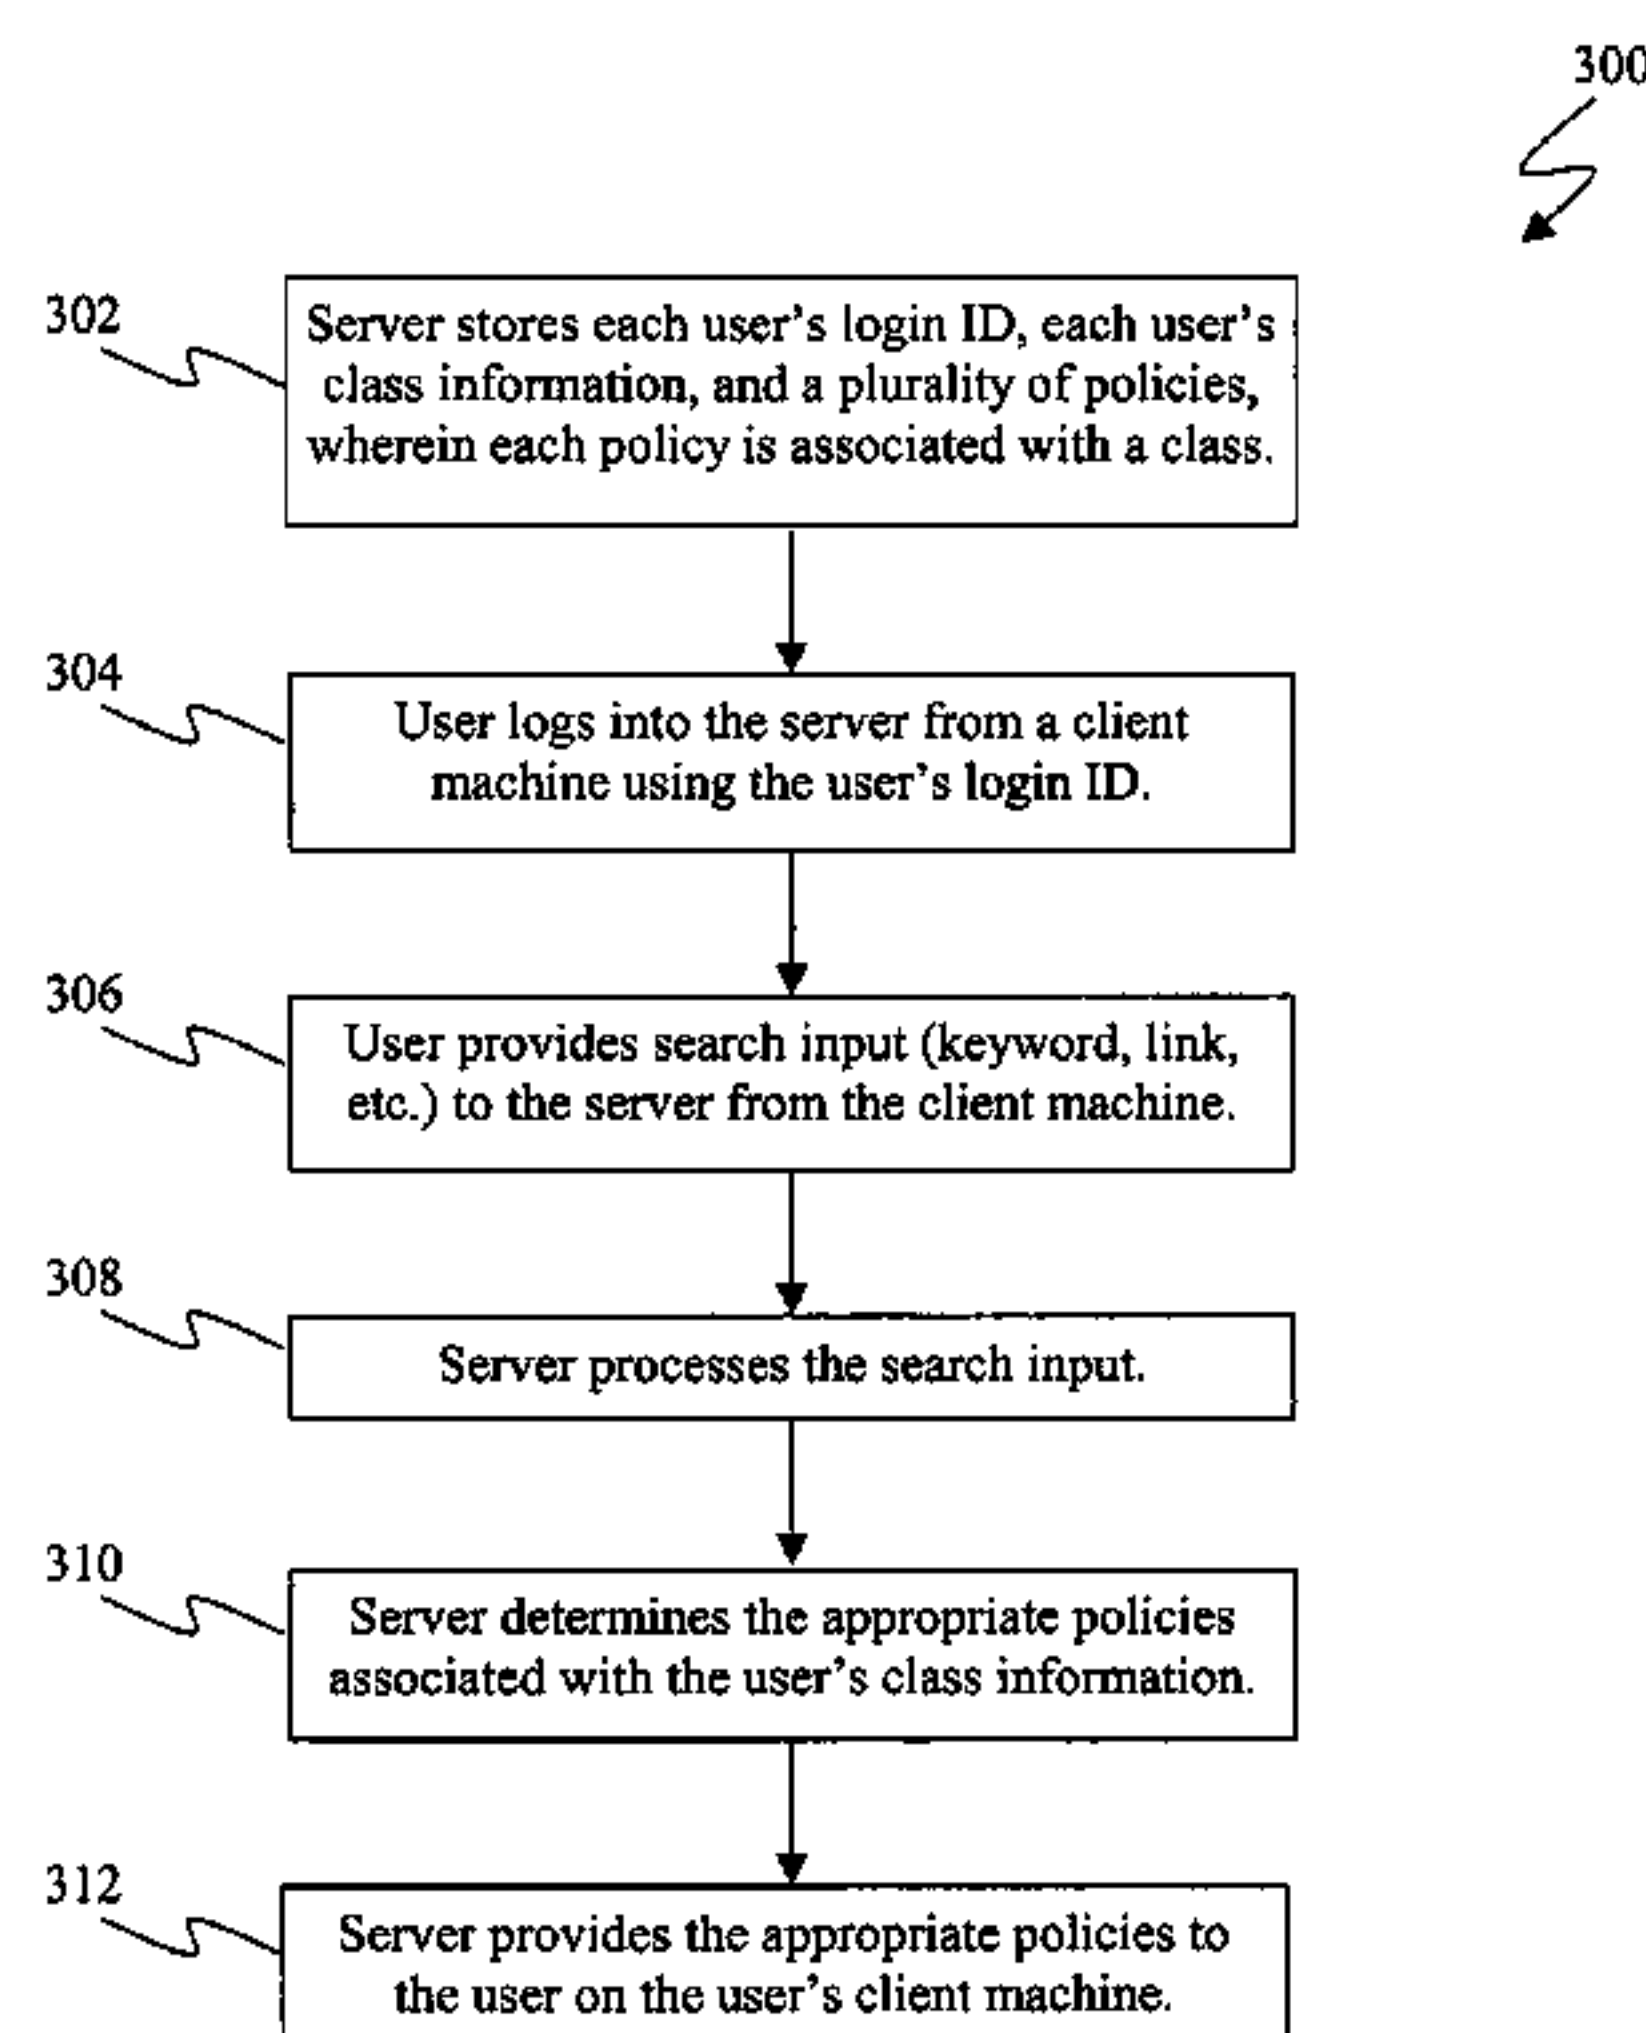 300
302
Server stores each user's login ID, each user's
class information, and a plurality of policies,
wherein each policy is associated with a class.
304
User logs into the server from a client
machine using the user's login ID.
306
User provides search input (keyword, link,
etc.) to the server from the client machine.
308
Server processes the search input.
310
Server determines the appropriate policies
associated with the user's class information.
312
Server provides the appropriate policies to
the user on the user's client machine.